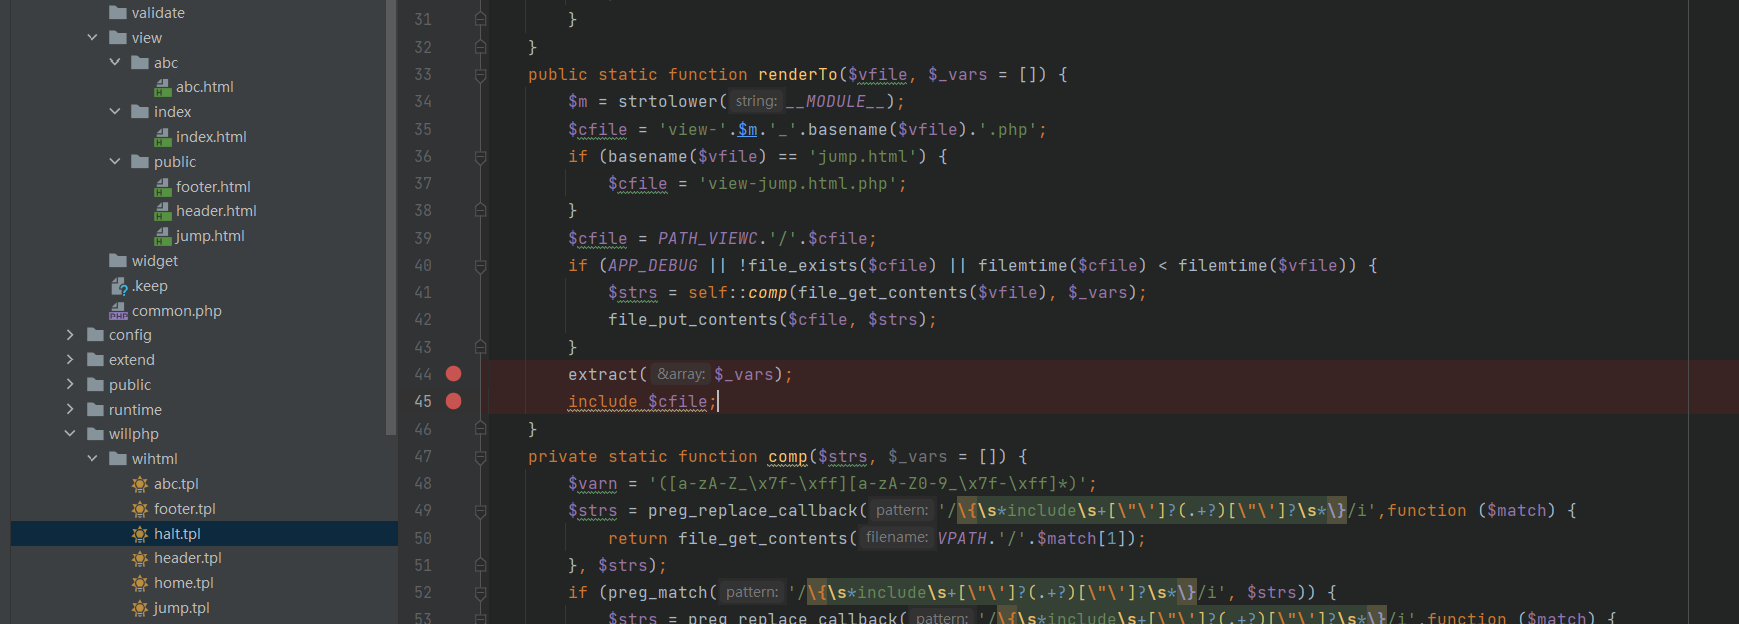 validate
view
abc
abc.html
index
index.html
public
footer.html
header.html
jump.html
widget
.keep
common.php
config
extend
public
runtime
willphp
wihtml
abc.tpl
footer.tpl
halt.tpl
header.tpl
home.tpl
jump.tpl
31 }
32 }
33 public static function renderTo($vfile, $_vars = []) {
34 $m = strtolower( string: __MODULE__);
35 $cfile = 'view-'.$m.'_'.basename($vfile).'.php';
36 if (basename($vfile) == 'jump.html') {
37 $cfile = 'view-jump.html.php';
38 }
39 $cfile = PATH_VIEWC.'/'.$cfile;
40 if (APP_DEBUG || !file_exists($cfile) || filemtime($cfile) < filemtime($vfile)) {
41 $strs = self::comp(file_get_contents($vfile), $_vars);
42 file_put_contents($cfile, $strs);
43 }
44 extract( &array: $_vars);
45 include $cfile;
46 }
47 private static function comp($strs, $_vars = []) {
48 $varn = '([a-zA-Z_\x7f-\xff][a-zA-Z0-9_\x7f-\xff]*)';
49 $strs = preg_replace_callback( pattern: '/\{\s*include\s+[\"\']?(.+?)[\"\']?\s*\}/i',function ($match) {
50 return file_get_contents( filename: VPATH.'/'.$match[1]);
51 }, $strs);
52 if (preg_match( pattern: '/\{\s*include\s+[\"\']?(.+?)[\"\']?\s*\}/i', $strs)) {
53 $strs = preg_replace_callback( pattern: '/\{\s*include\s+[\"\']?(.+?)[\"\']?\s*\}/i',function ($match) {